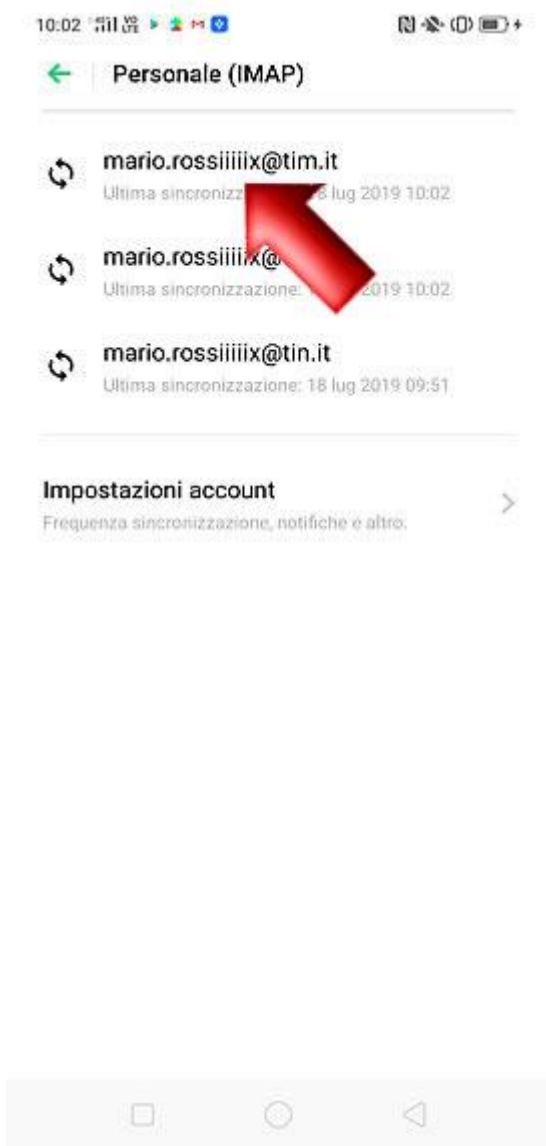 10:02
Personale (IMAP)
mario.rossiiiiix@tim.it
Ultima 8 lug 2019 10:02
mario.rossiiiiix@
Ultima sincronizzazione: 2019 10:02
mario.rossiiiiix@tin.it
Ultima sincronizzazione: 18 lug 2019 09:51
Impostazioni account
Frequenza sincronizzazione, notifiche e altro.